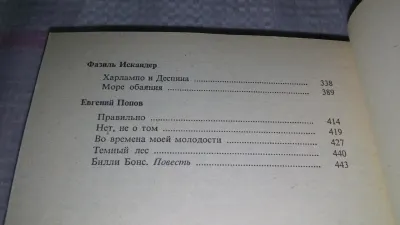 Фазиль Искандер
Харлампо и Деспина 338
Море обаяния 389
Евгений Попов
Правильно 414
Нет, не о том 419
Во времена моей молодости 427
Темный лес 440
Билли Бонс. Повесть 443